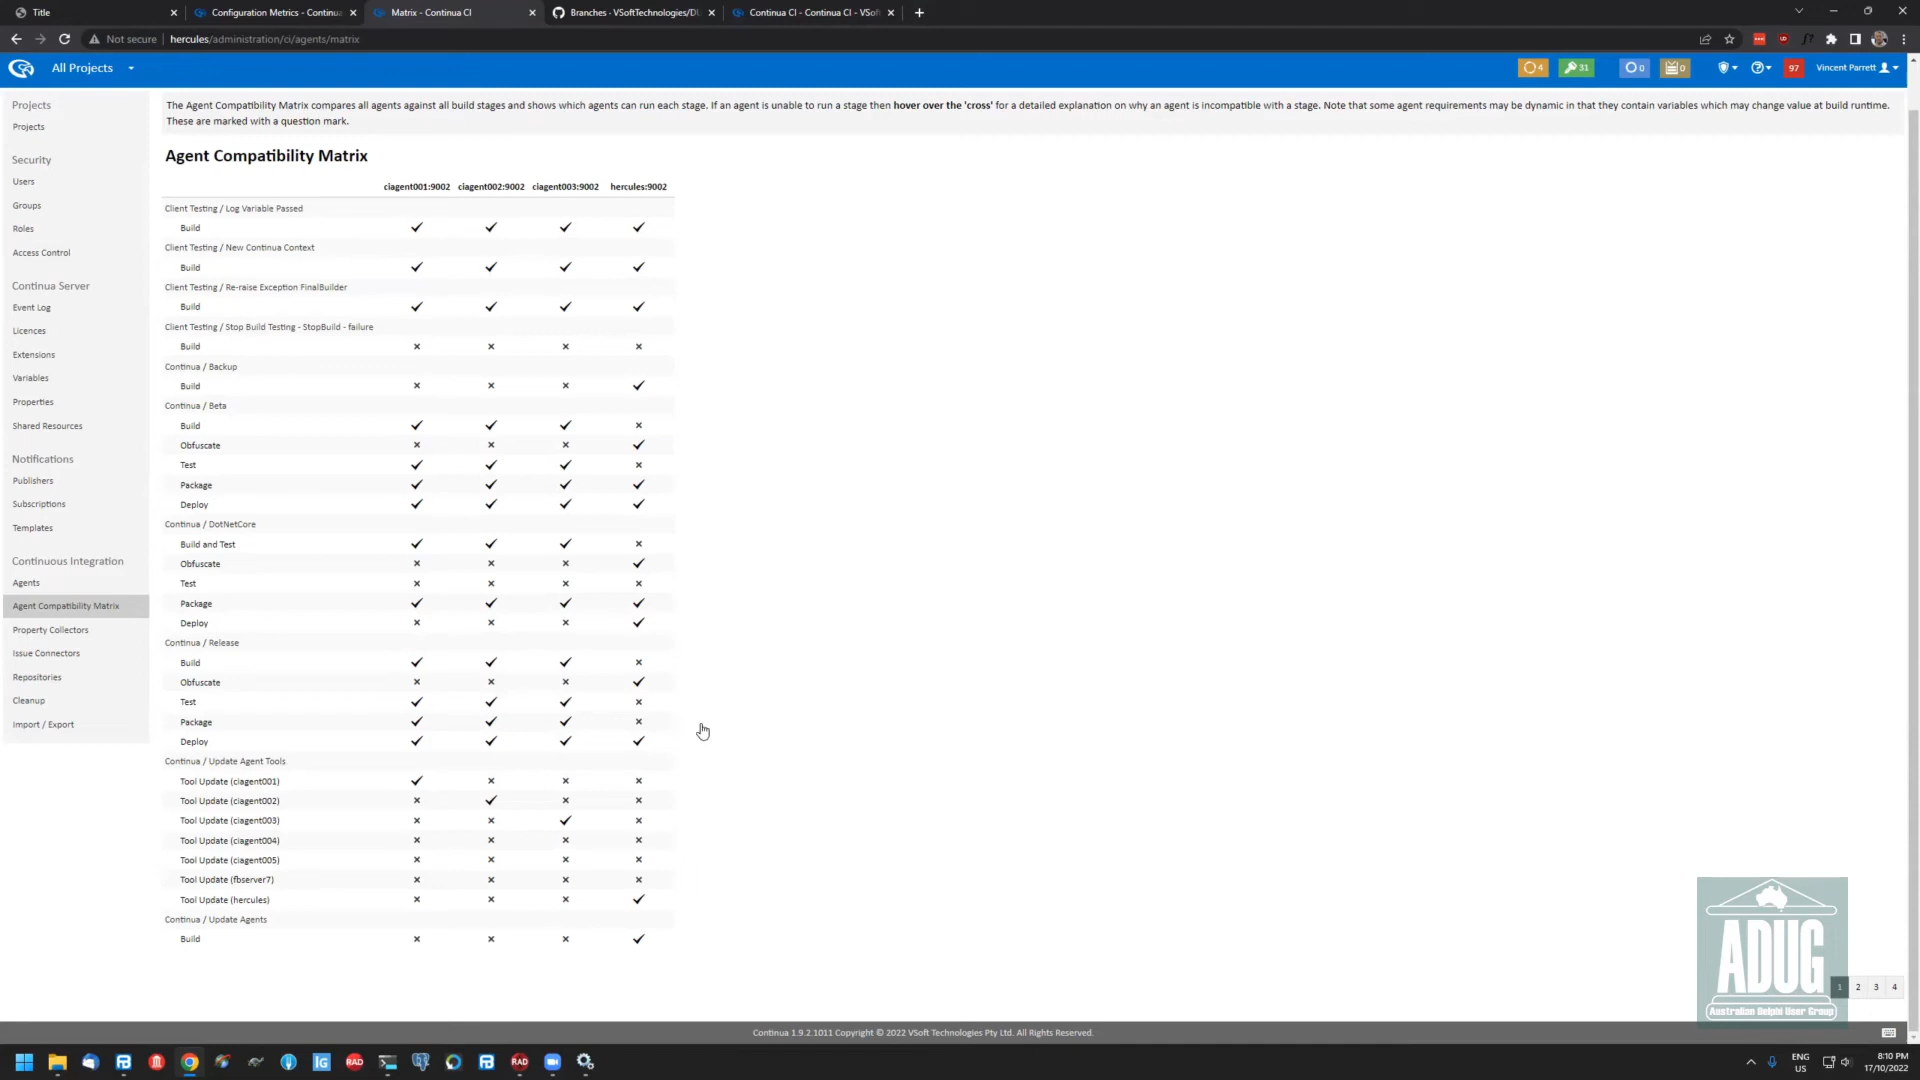 Title
Configuration Metrics - Continua
Matrix - Continua CI
Branches · VSoftTechnologies/DU
Continua CI - Continua CI - VSof
Not secure
hercules/administration/ci/agents/matrix
All Projects
4
31
0
0
97
Vincent Parrett
Projects
Projects
Security
Users
Groups
Roles
Access Control
Continua Server
Event Log
Licences
Extensions
Variables
Properties
Shared Resources
Notifications
Publishers
Subscriptions
Templates
Continuous Integration
Agents
Agent Compatibility Matrix
Property Collectors
Issue Connectors
Repositories
Cleanup
Import / Export
The Agent Compatibility Matrix compares all agents against all build stages and shows which agents can run each stage. If an agent is unable to run a stage then hover over the 'cross' for a detailed explanation on why an agent is incompatible with a stage. Note that some agent requirements may be dynamic in that they contain variables which may change value at build runtime.
These are marked with a question mark.
Agent Compatibility Matrix
ciagent001:9002 ciagent002:9002 ciagent003:9002 hercules:9002
Client Testing / Log Variable Passed
Build
Client Testing / New Continua Context
Build
Client Testing / Re-raise Exception FinalBuilder
Build
Client Testing / Stop Build Testing - StopBuild - failure
Build
Continua / Backup
Build
Continua / Beta
Build
Obfuscate
Test
Package
Deploy
Continua / DotNetCore
Build and Test
Obfuscate
Test
Package
Deploy
Continua / Release
Build
Obfuscate
Test
Package
Deploy
Continua / Update Agent Tools
Tool Update (ciagent001)
Tool Update (ciagent002)
Tool Update (ciagent003)
Tool Update (ciagent004)
Tool Update (ciagent005)
Tool Update (fbserver7)
Tool Update (hercules)
Continua / Update Agents
Build
ADUG
Australian Delphi User Group
1 2 3 4
Continua 1.9.2.1011 Copyright © 2022 VSoft Technologies Pty Ltd. All Rights Reserved.
IG
RAD
RAD
ENG
US
8:10 PM
17/10/2022